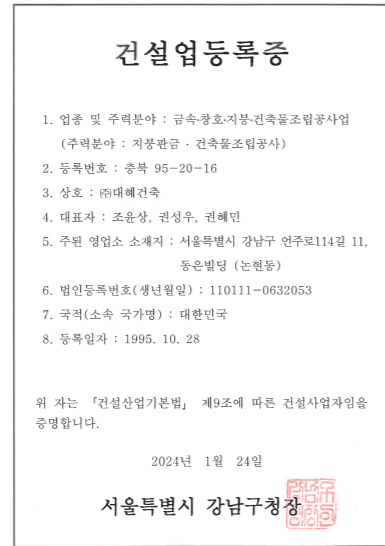 건설업등록증
1. 업종 및 주력분야 : 금속·창호·지붕·건축물조립공사업
(주력분야 : 지붕판금 · 건축물조립공사)
2. 등록번호 : 충북 95-20-16
3. 상호 : ㈜대혜건축
4. 대표자 : 조윤상, 권성우, 권혜민
5. 주된 영업소 소재지 : 서울특별시 강남구 언주로114길 11,
동은빌딩 (논현동)
6. 법인등록번호(생년월일) : 110111-0632053
7. 국적(소속 국가명) : 대한민국
8. 등록일자 : 1995. 10. 28
위 자는 「건설산업기본법」 제9조에 따른 건설사업자임을
증명합니다.
2024년 1월 24일
서울특별시 강남구청장